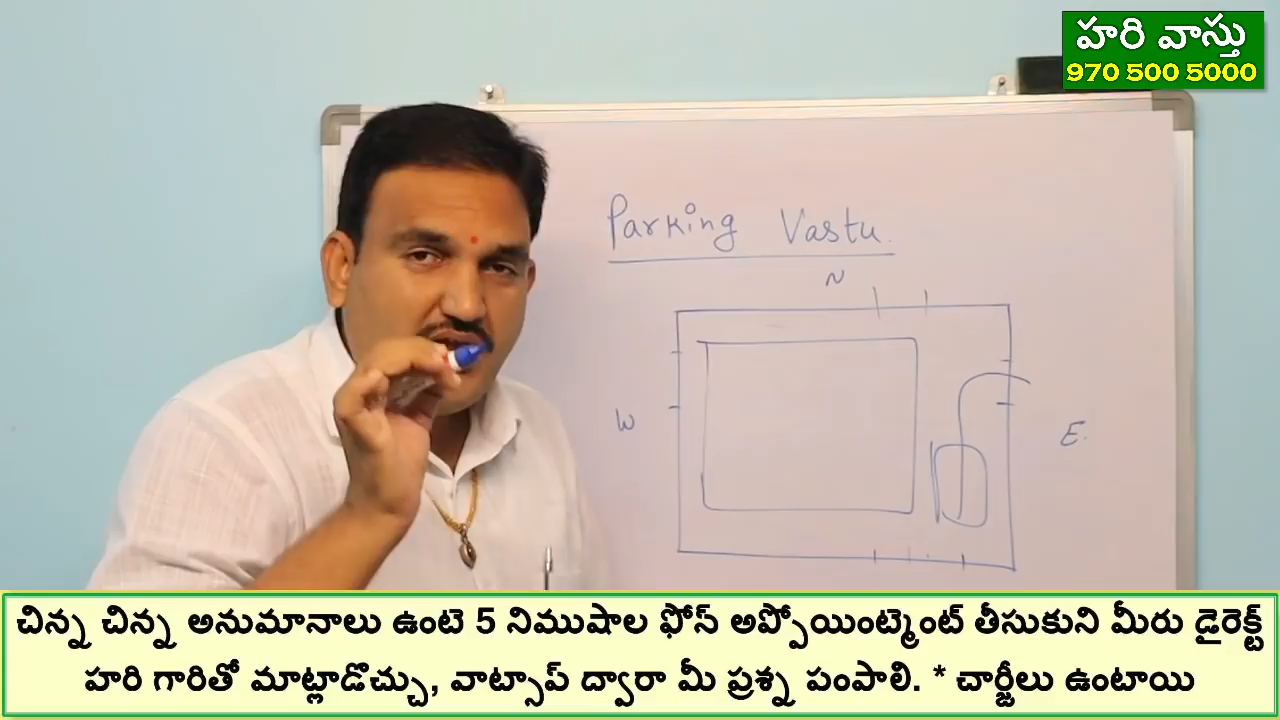 హరి వాస్తు
970 500 5000
Parking Vastu.
N
W
E.
చిన్న చిన్న అనుమానాలు ఉంటె 5 నిముషాల ఫోన్ అప్పోయింట్మెంట్ తీసుకుని మీరు డైరెక్ట్
హరి గారితో మాట్లాడొచ్చు, వాట్సాప్ ద్వారా మీ ప్రశ్న పంపాలి. * చార్జీలు ఉంటాయి